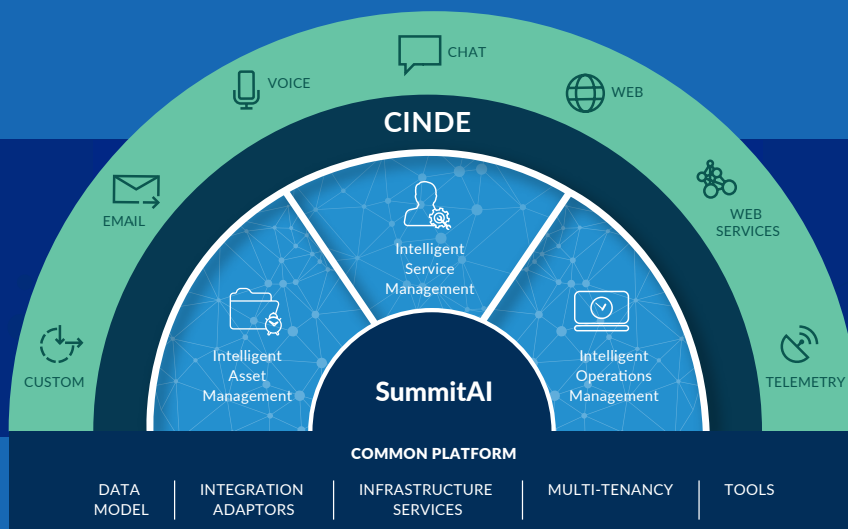 CHAT
VOICE
WEB
CINDE
EMAIL
WEB
SERVICES
Intelligent
Service
Management
CUSTOM
Intelligent
Asset
Management
Intelligent
Operations
Management
TELEMETRY
SummitAI
COMMON PLATFORM
DATA
MODEL
INTEGRATION
ADAPTORS
INFRASTRUCTURE
SERVICES
MULTI-TENANCY
TOOLS